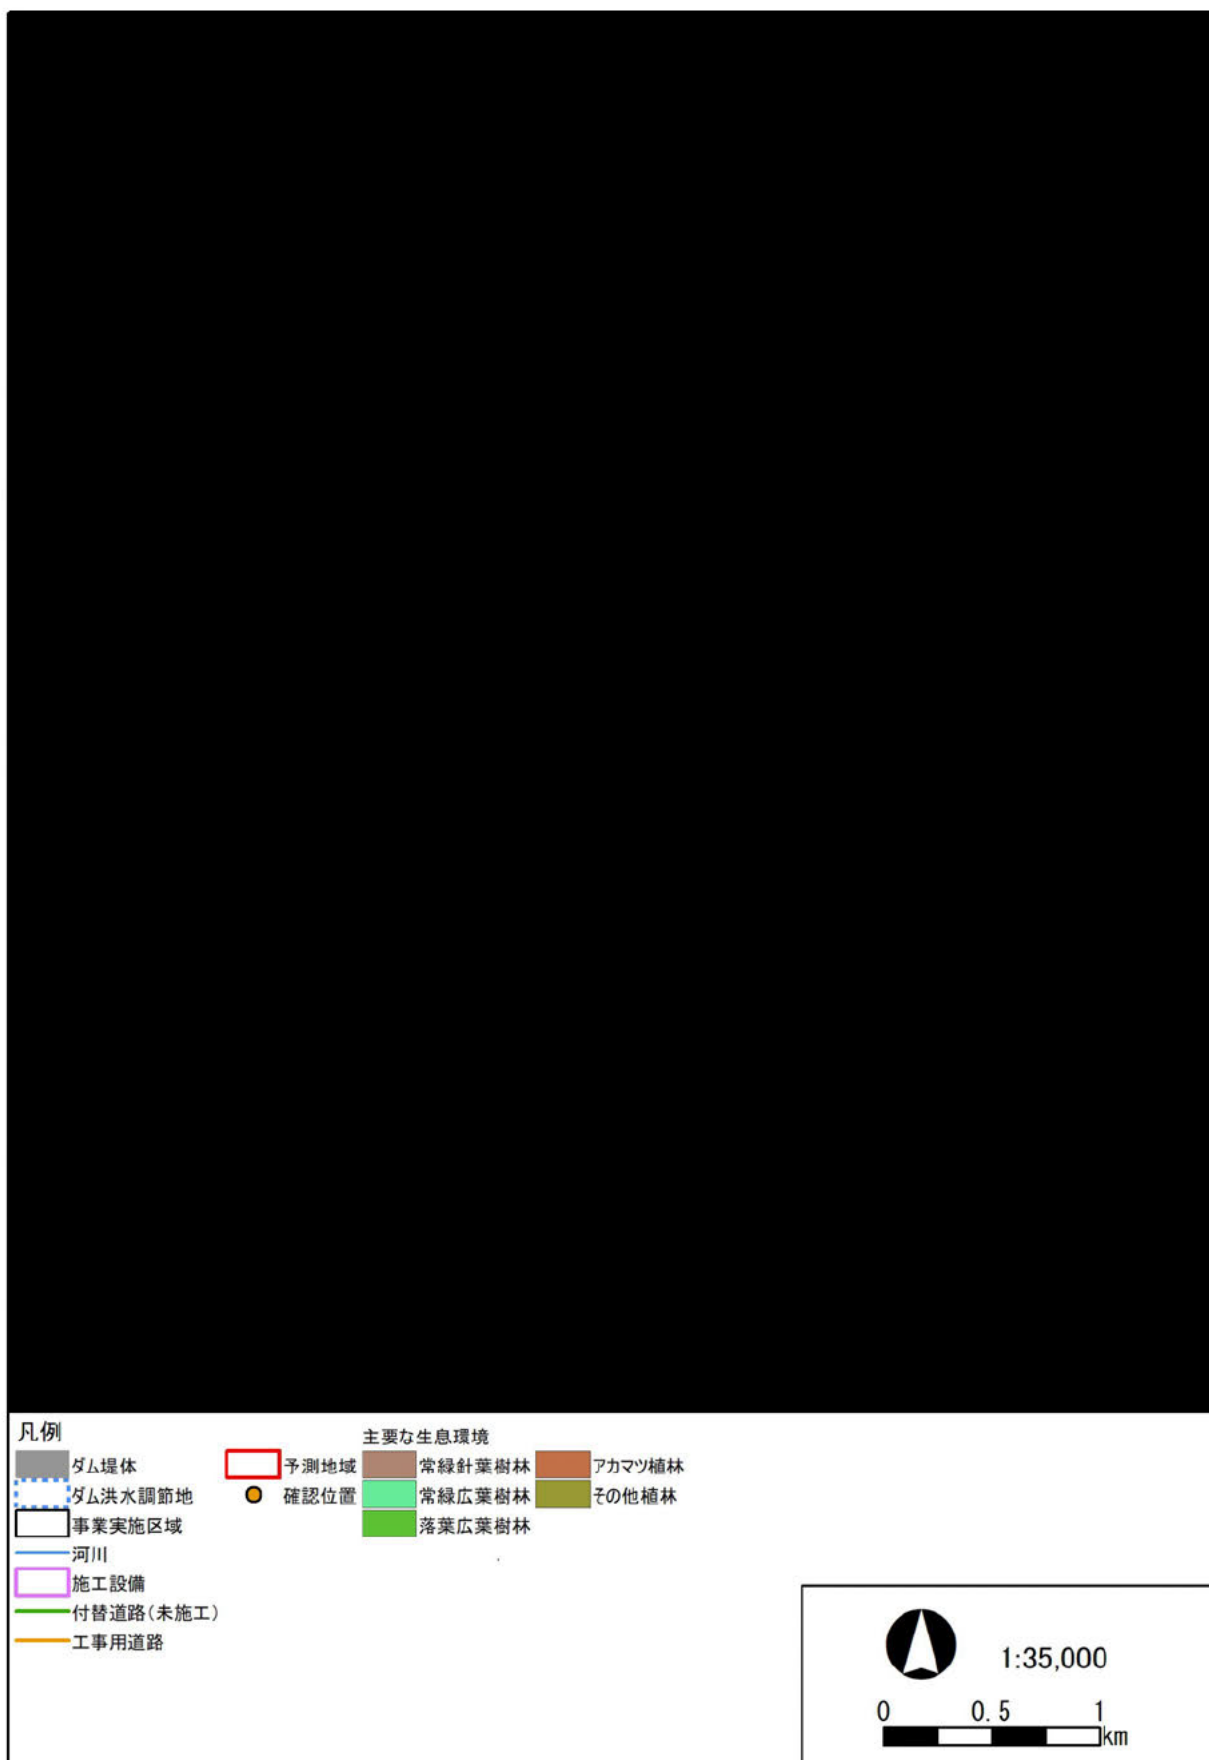 凡例
ダム堤体
ダム洪水調節地
事業実施区域
河川
施工設備
付替道路(未施工)
工事用道路
予測地域
確認位置
主要な生息環境
常緑針葉樹林
常緑広葉樹林
落葉広葉樹林
アカマツ植林
その他植林
1:35,000
0 0.5 1
km